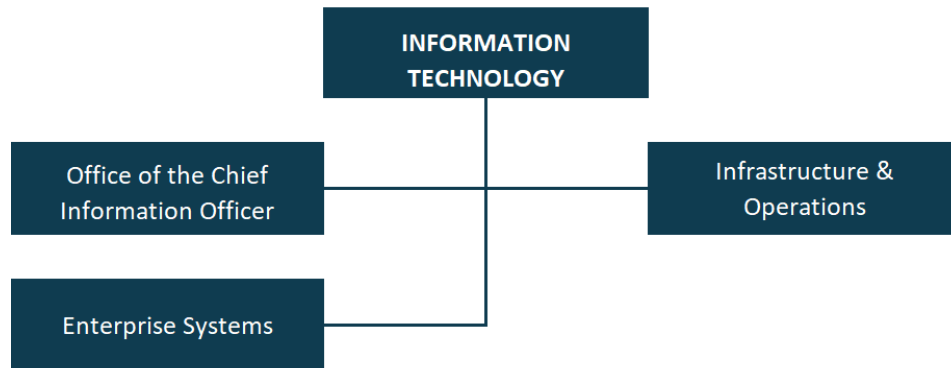 INFORMATION
TECHNOLOGY
Office of the Chief
Information Officer
Infrastructure &
Operations
Enterprise Systems